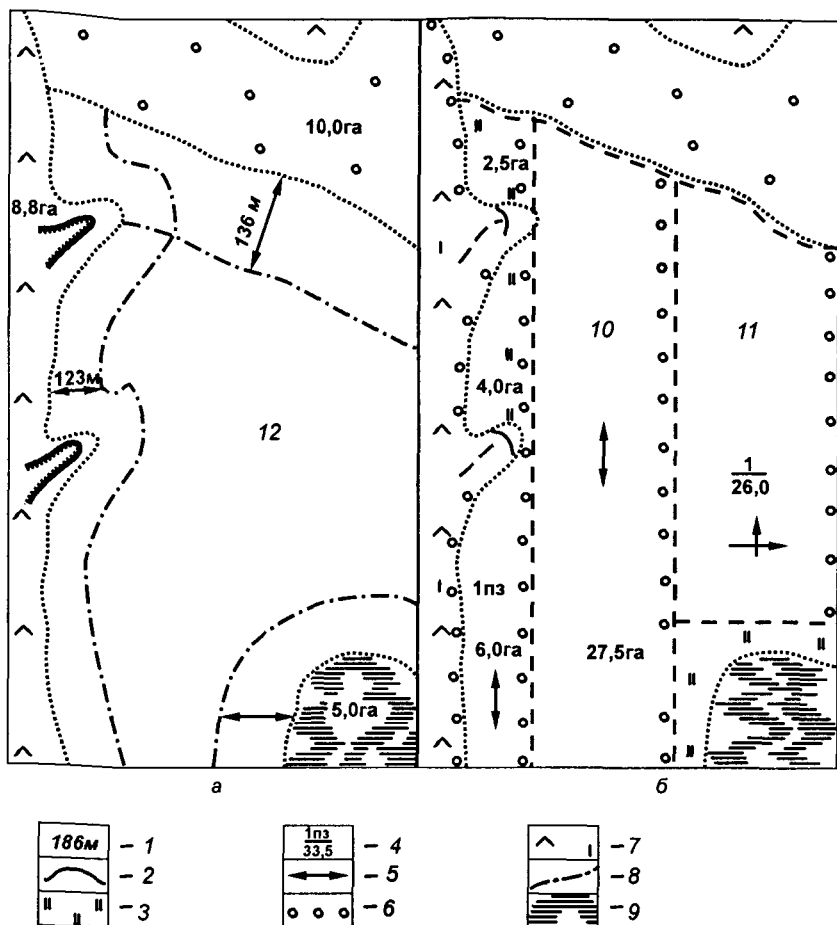 10,0га
8,8га
136 м
123м
12
5,0га
а
2,5га
4,0га
10
11
1
26,0
1пз
6,0га
27,5га
б
186м - 1
- 2
- 3
1пз
33,5 - 4
- 5
- 6
- 7
- 8
- 9